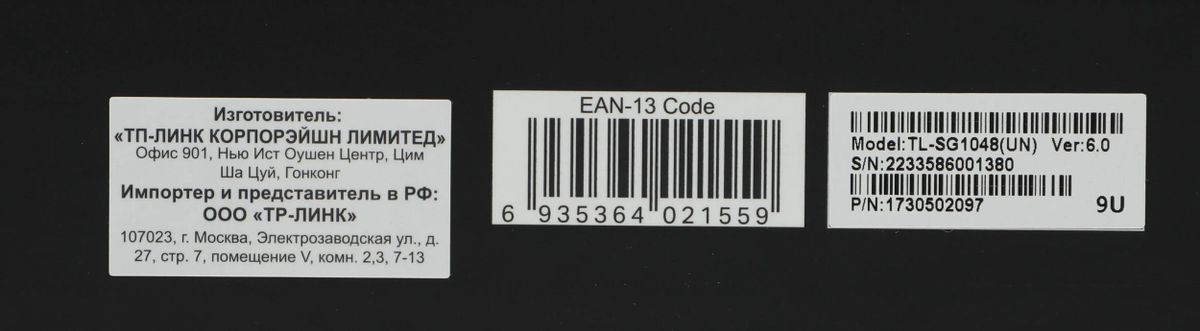 Изготовитель:
«ТП-ЛИНК КОРПОРЭЙШН ЛИМИТЕД»
Офис 901, Нью Ист Оушен Центр, Цим
Ша Цуй, Гонконг
Импортер и представитель в РФ:
ООО «ТР-ЛИНК»
107023, г. Москва, Электрозаводская ул., д.
27, стр. 7, помещение V, комн. 2,3, 7-13
EAN-13 Code
6 935364 021559
Model:TL-SG1048(UN) Ver:6.0
S/N:2233586001380
P/N:1730502097
9U